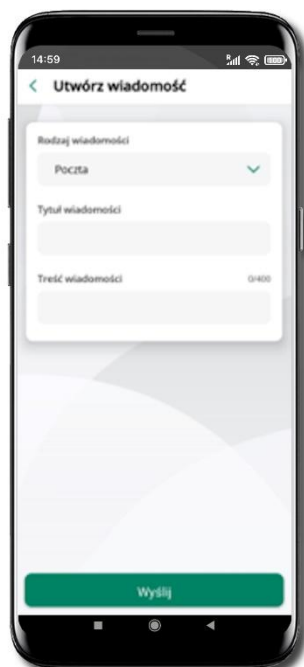 14:59
Utwórz wiadomość
Rodzaj wiadomości
Poczta
Tytuł wiadomości
Treść wiadomości 0/400
Wyślij